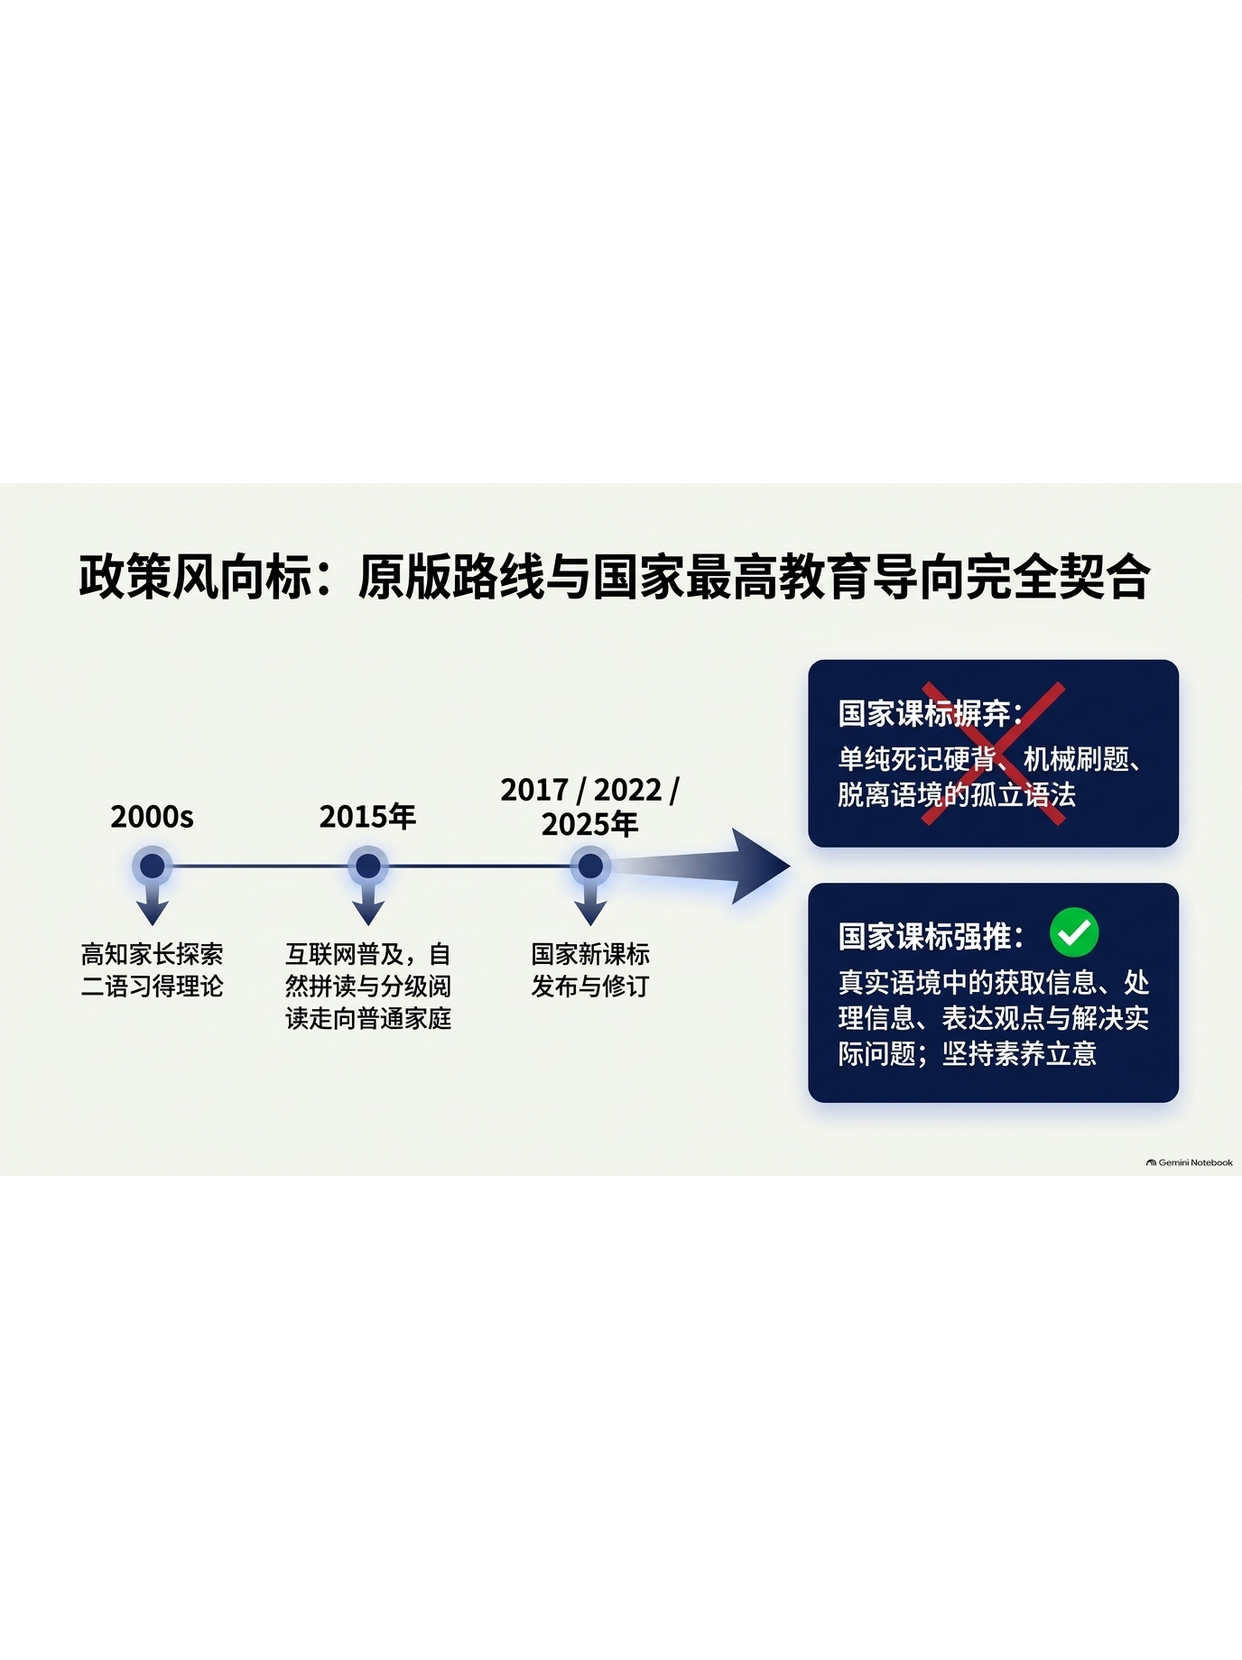 政策风向标：原版路线与国家最高教育导向完全契合
2000s
高知家长探索
二语习得理论
2015年
互联网普及，自
然拼读与分级阅
读走向普通家庭
2017 / 2022 /
2025年
国家新课标
发布与修订
国家课标摒弃：
单纯死记硬背、机械刷题、
脱离语境的孤立语法
国家课标强推：
真实语境中的获取信息、处
理信息、表达观点与解决实
际问题；坚持素养立意
Gemini Notebook